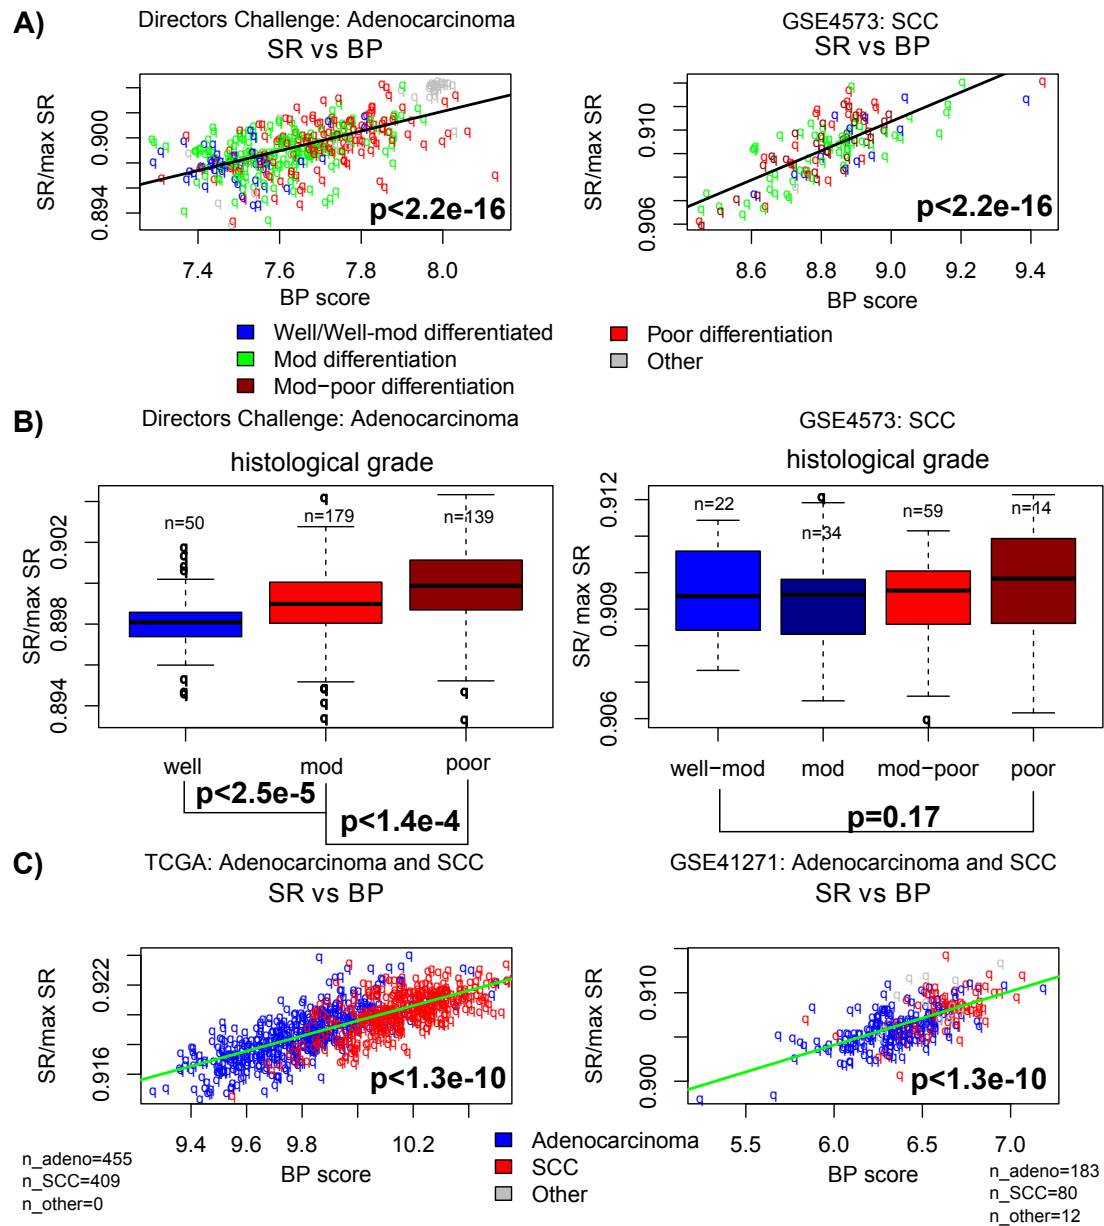 A)
Directors Challenge: Adenocarcinoma
SR vs BP
SR/max SR
0.900
0.894
p<2.2e-16
7.4 7.6 7.8 8.0
BP score
GSE4573: SCC
SR vs BP
SR/max SR
0.910
0.906
p<2.2e-16
8.6 8.8 9.0 9.2 9.4
BP score
Well/Well-mod differentiated
Mod differentiation
Mod−poor differentiation
Poor differentiation
Other
B)
Directors Challenge: Adenocarcinoma
histological grade
SR/max SR
0.902
0.898
0.894
n=50
n=179
n=139
well mod poor
p<2.5e-5
p<1.4e-4
GSE4573: SCC
histological grade
SR/ max SR
0.912
0.909
0.906
n=22
n=34
n=59
n=14
well−mod mod mod−poor poor
p=0.17
C)
TCGA: Adenocarcinoma and SCC
SR vs BP
SR/max SR
0.922
0.916
p<1.3e-10
9.4 9.6 9.8 10.2
BP score
n_adeno=455
n_SCC=409
n_other=0
GSE41271: Adenocarcinoma and SCC
SR vs BP
SR/max SR
0.910
0.900
p<1.3e-10
5.5 6.0 6.5 7.0
BP score
Adenocarcinoma
SCC
Other
n_adeno=183
n_SCC=80
n_other=12